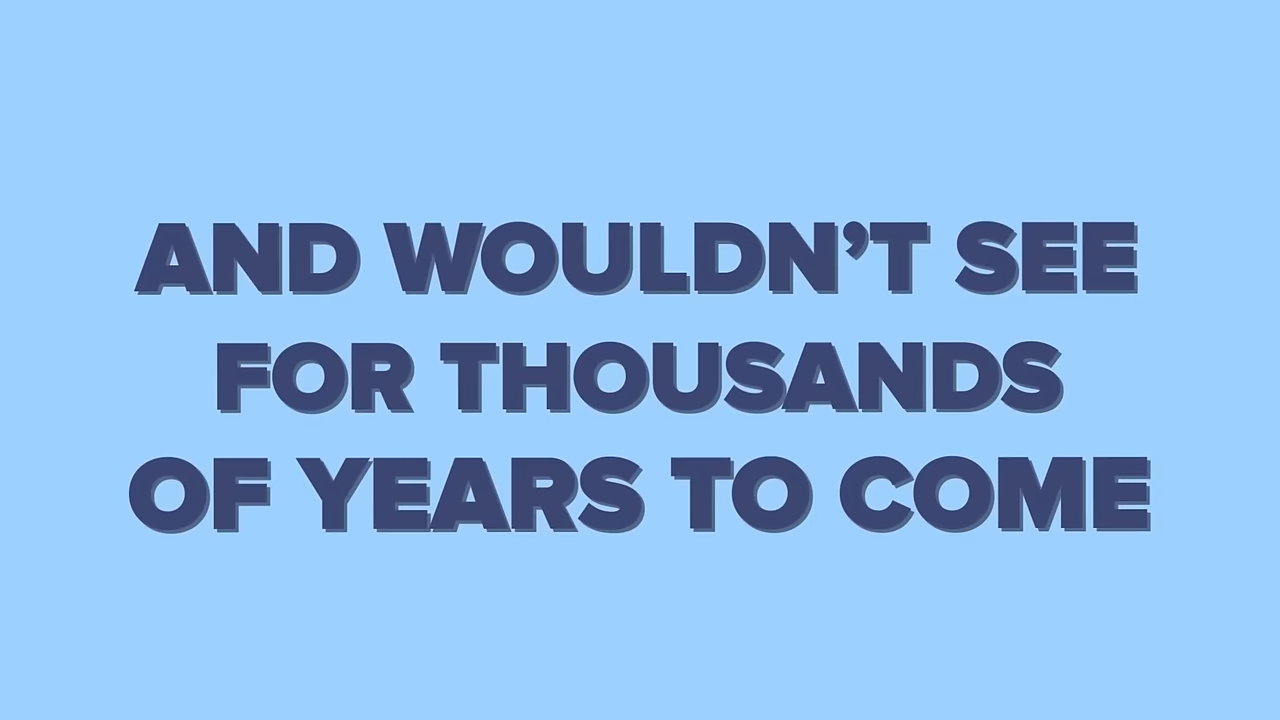 AND WOULDN’T SEE
FOR THOUSANDS
OF YEARS TO COME